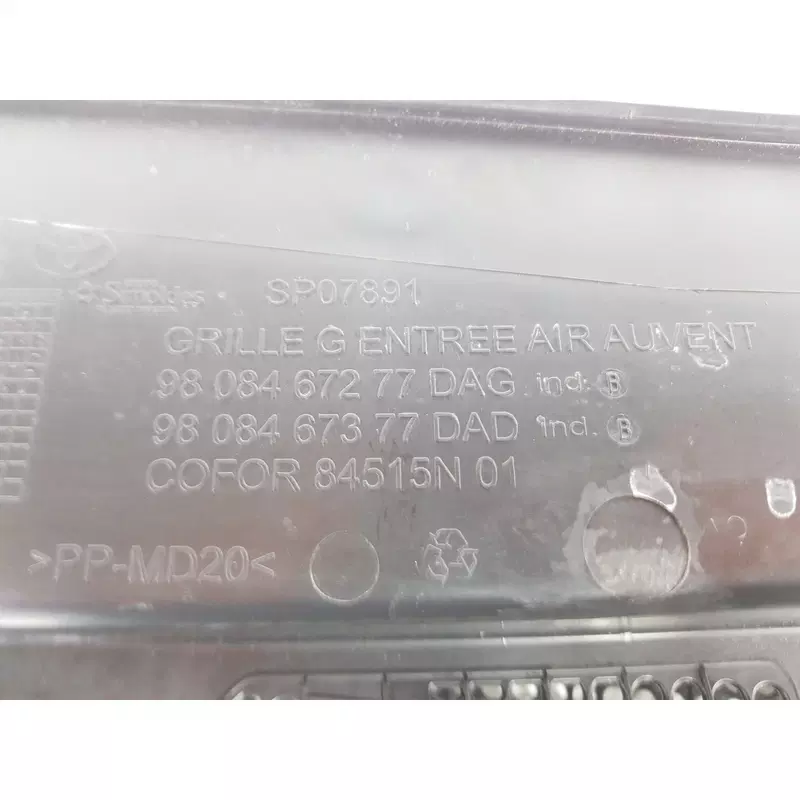 Smoldes SP07891
GRILLE G ENTREE AIR AUVENT
98 084 672 77 DAG ind. B
98 084 673 77 DAD ind. B
COFOR 84515N 01
>PP-MD20<